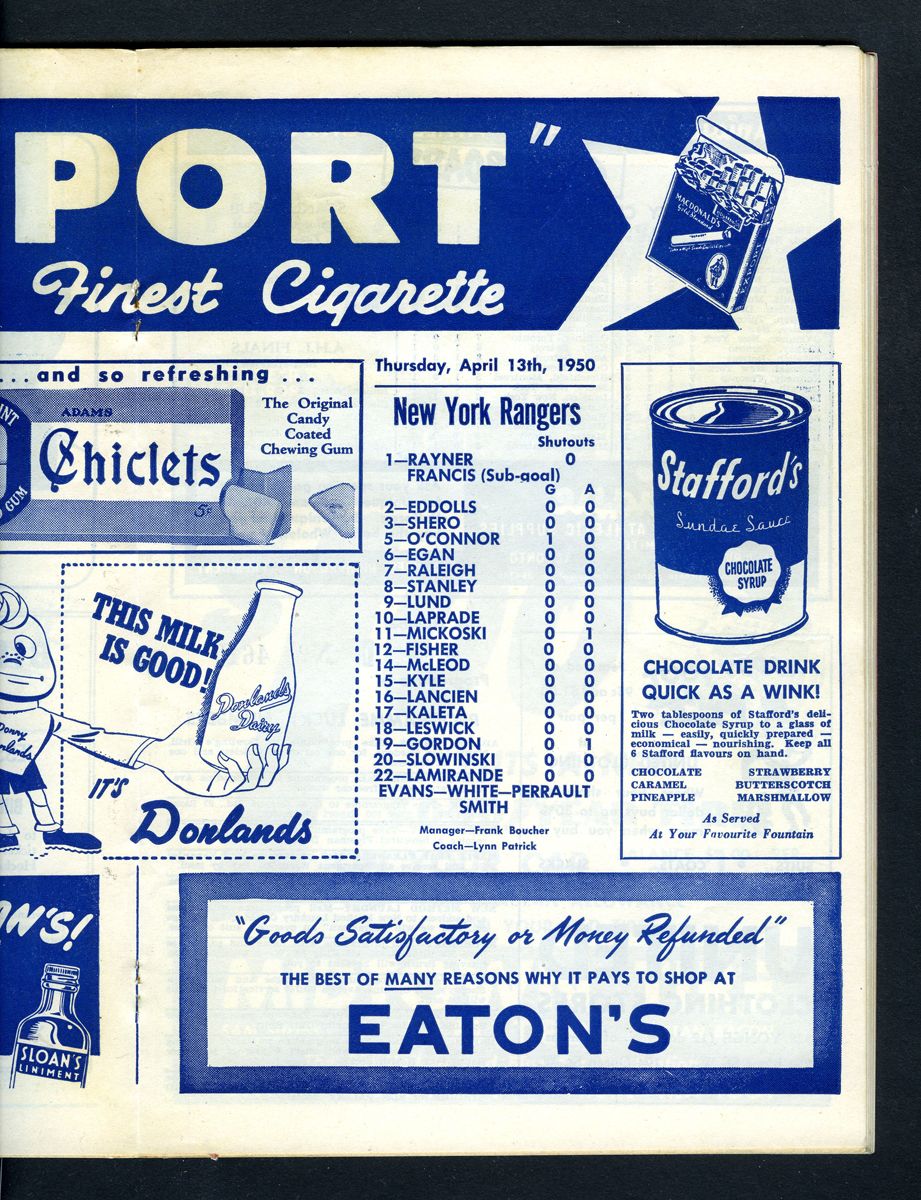 PORT"
Finest Cigarette
MACDONALD'S
Gold Standard
...and so refreshing...
ADAMS
Chiclets
5¢
GUM
The Original
Candy
Coated
Chewing Gum
THIS MILK
IS GOOD!
Donlands
Dairy
IT'S
Donlands
AN'S!
SLOAN'S
LINIMENT
Thursday, April 13th, 1950
New York Rangers
Shutouts
1—RAYNER 0
FRANCIS (Sub-goal)
G A
2—EDDOLLS 0 0
3—SHERO 0 0
5—O'CONNOR 1 0
6—EGAN 0 0
7—RALEIGH 0 0
8—STANLEY 0 0
9—LUND 0 0
10—LAPRADE 0 0
11—MICKOSKI 0 1
12—FISHER 0 0
14—McLEOD 0 0
15—KYLE 0 0
16—LANCIEN 0 0
17—KALETA 0 0
18—LESWICK 0 0
19—GORDON 0 1
20—SLOWINSKI 0 0
22—LAMIRANDE 0 0
EVANS—WHITE—PERRAULT
SMITH
Manager—Frank Boucher
Coach—Lynn Patrick
Stafford's
Sundae Sauce
CHOCOLATE
SYRUP
CHOCOLATE DRINK
QUICK AS A WINK!
Two tablespoons of Stafford's deli-
cious Chocolate Syrup to a glass of
milk — easily, quickly prepared —
economical — nourishing. Keep all
6 Stafford flavours on hand.
CHOCOLATE STRAWBERRY
CARAMEL BUTTERSCOTCH
PINEAPPLE MARSHMALLOW
As Served
At Your Favourite Fountain
"Goods Satisfactory or Money Refunded"
THE BEST OF MANY REASONS WHY IT PAYS TO SHOP AT
EATON'S